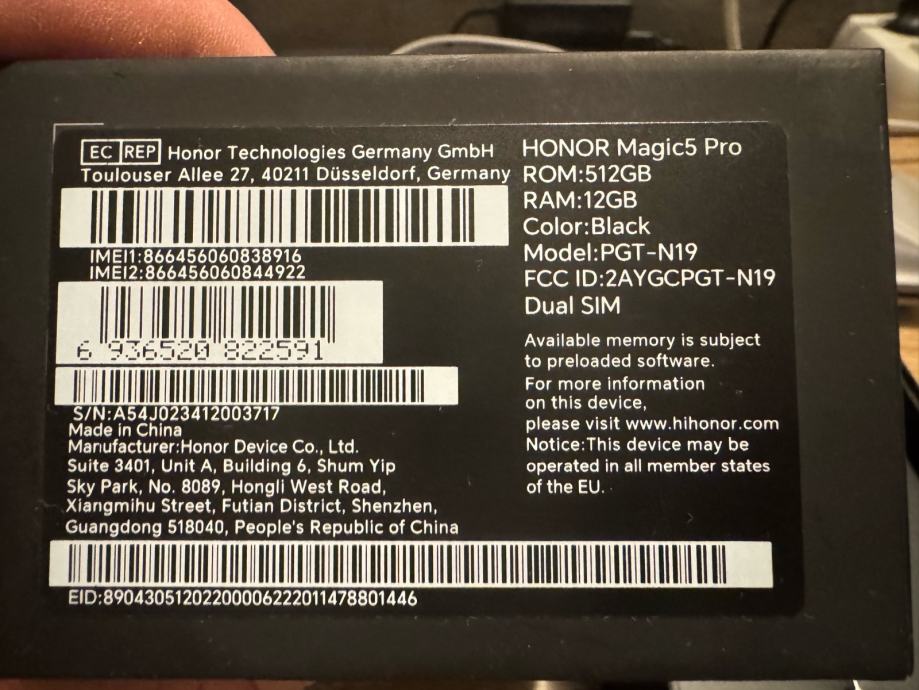 EC REP Honor Technologies Germany GmbH
Toulouser Allee 27, 40211 Düsseldorf, Germany
IMEI1:866456060838916
IMEI2:866456060844922
6 936520 822591
S/N:A54J023412003717
Made in China
Manufacturer:Honor Device Co., Ltd.
Suite 3401, Unit A, Building 6, Shum Yip
Sky Park, No. 8089, Hongli West Road,
Xiangmihu Street, Futian District, Shenzhen,
Guangdong 518040, People's Republic of China
EID:89043051202200006222011478801446
HONOR Magic5 Pro
ROM:512GB
RAM:12GB
Color:Black
Model:PGT-N19
FCC ID:2AYGCPGT-N19
Dual SIM
Available memory is subject
to preloaded software.
For more information
on this device,
please visit www.hihonor.com
Notice:This device may be
operated in all member states
of the EU.